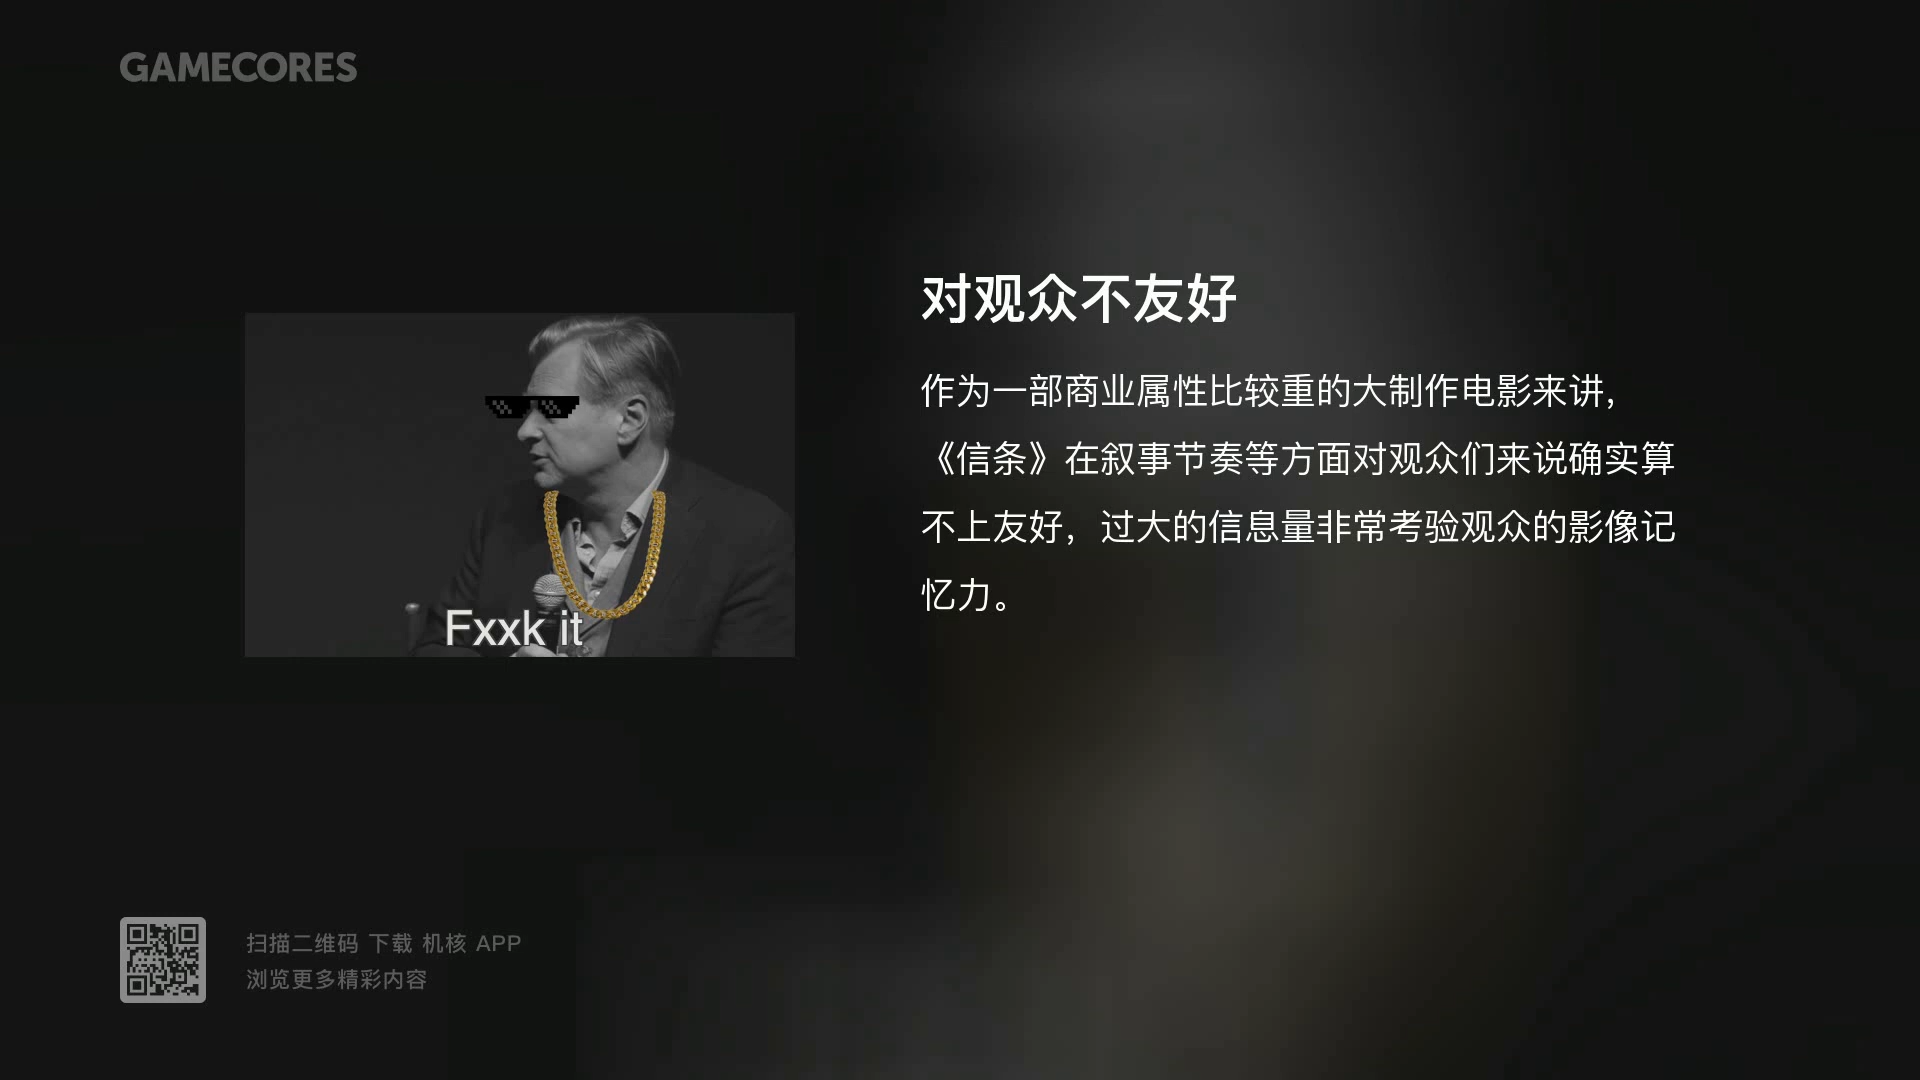 GAMECORES
对观众不友好
作为一部商业属性比较重的大制作电影来讲，
《信条》在叙事节奏等方面对观众们来说确实算
不上友好，过大的信息量非常考验观众的影像记
忆力。
Fxxk it
扫描二维码 下载 机核 APP
浏览更多精彩内容